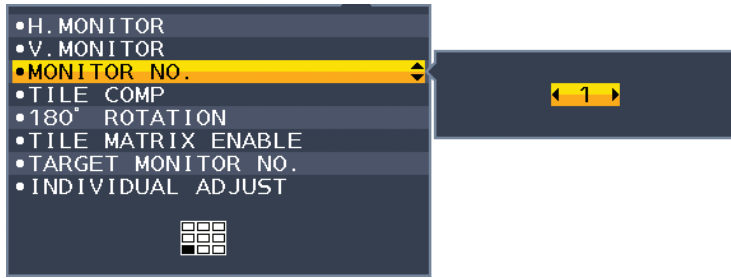 •H.MONITOR
•V.MONITOR
•MONITOR NO.
1
•TILE COMP
•180° ROTATION
•TILE MATRIX ENABLE
•TARGET MONITOR NO.
•INDIVIDUAL ADJUST